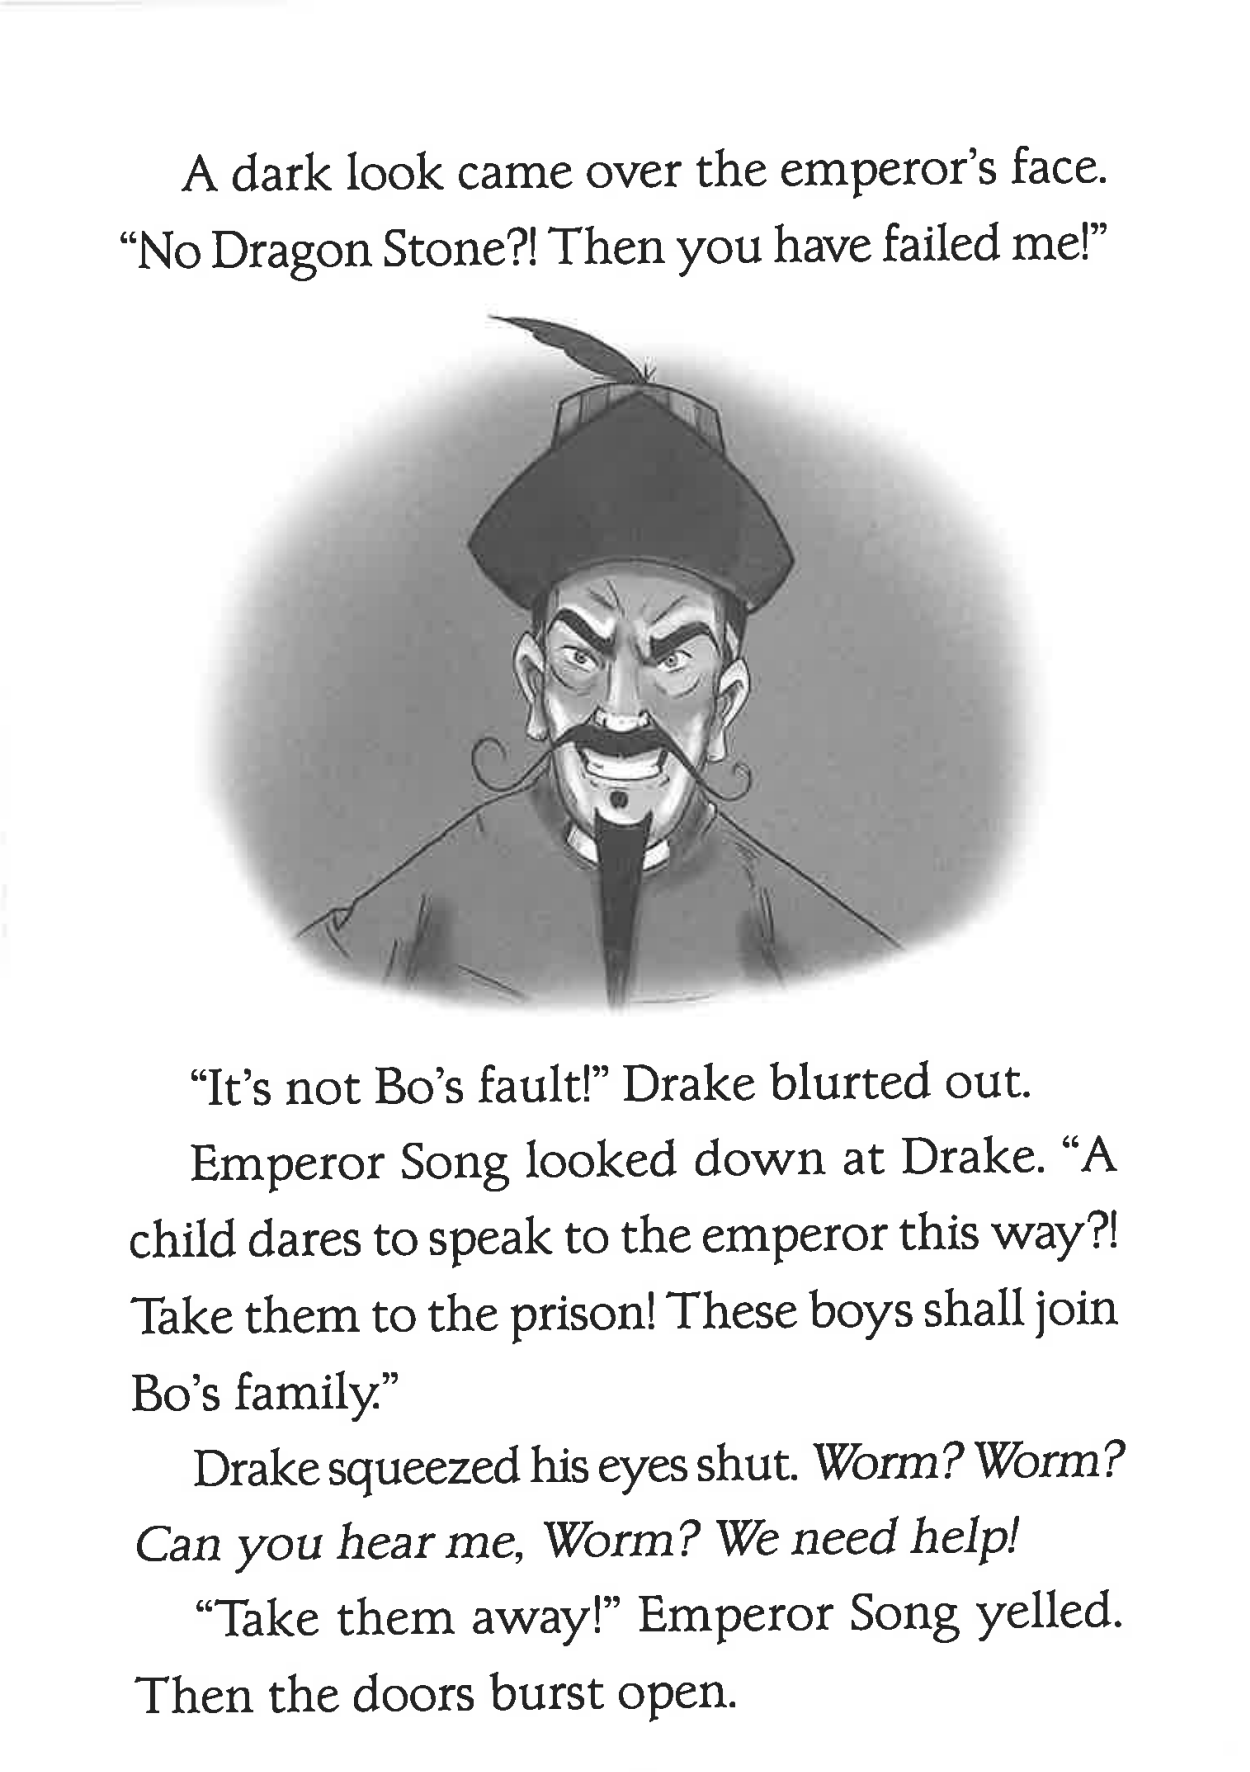 A dark look came over the emperor’s face.
“No Dragon Stone?! Then you have failed me!”
“It’s not Bo’s fault!” Drake blurted out.
Emperor Song looked down at Drake. “A
child dares to speak to the emperor this way?!
Take them to the prison! These boys shall join
Bo’s family.”
Drake squeezed his eyes shut. Worm? Worm?
Can you hear me, Worm? We need help!
“Take them away!” Emperor Song yelled.
Then the doors burst open.